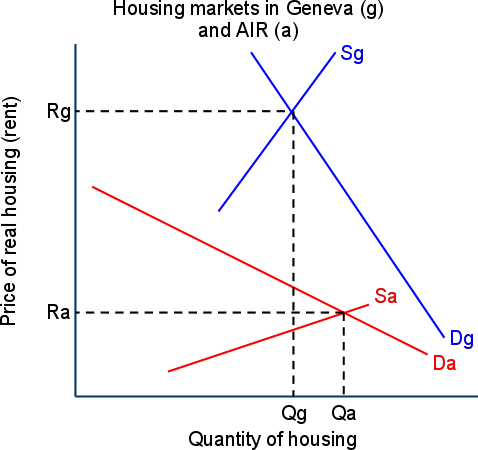 Housing markets in Geneva (g)
and AIR (a)
Sg
Rg
Price of real housing (rent)
Sa
Ra
Dg
Da
Qg
Qa
Quantity of housing